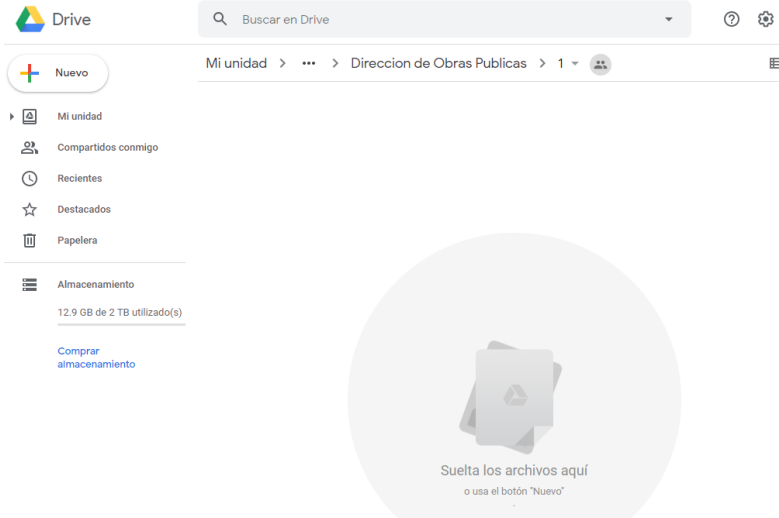 Drive
Buscar en Drive
Nuevo
Mi unidad > ... > Direccion de Obras Publicas > 1
Mi unidad
Compartidos conmigo
Recientes
Destacados
Papelera
Almacenamiento
12.9 GB de 2 TB utilizado(s)
Comprar
almacenamiento
Suelta los archivos aquí
o usa el botón "Nuevo"